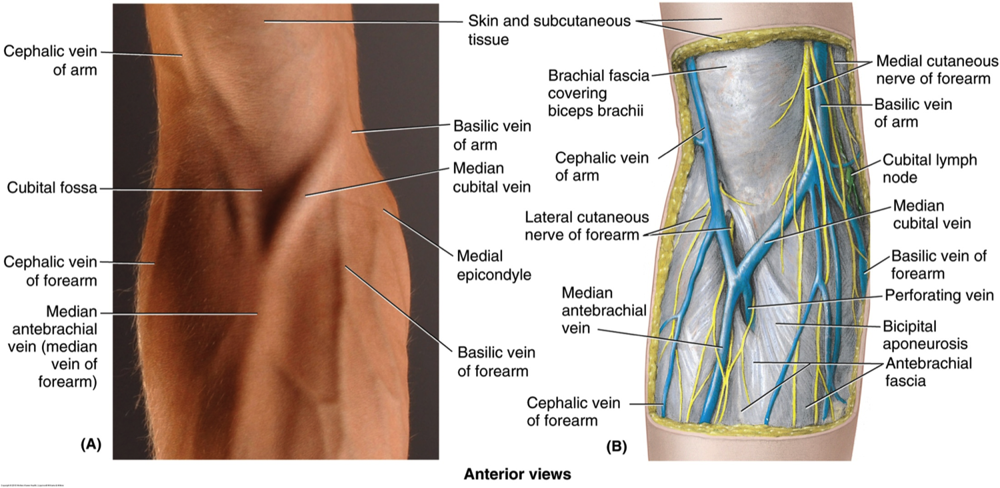 Cephalic vein
of arm
Cubital fossa
Cephalic vein
of forearm
Median
antebrachial
vein (median
vein of
forearm)
(A)
Skin and subcutaneous
tissue
Basilic vein
of arm
Median
cubital vein
Medial
epicondyle
Basilic vein
of forearm
Brachial fascia
covering
biceps brachii
Cephalic vein
of arm
Lateral cutaneous
nerve of forearm
Median
antebrachial
vein
Cephalic vein
of forearm
(B)
Medial cutaneous
nerve of forearm
Basilic vein
of arm
Cubital lymph
node
Median
cubital vein
Basilic vein of
forearm
Perforating vein
Bicipital
aponeurosis
Antebrachial
fascia
Anterior views